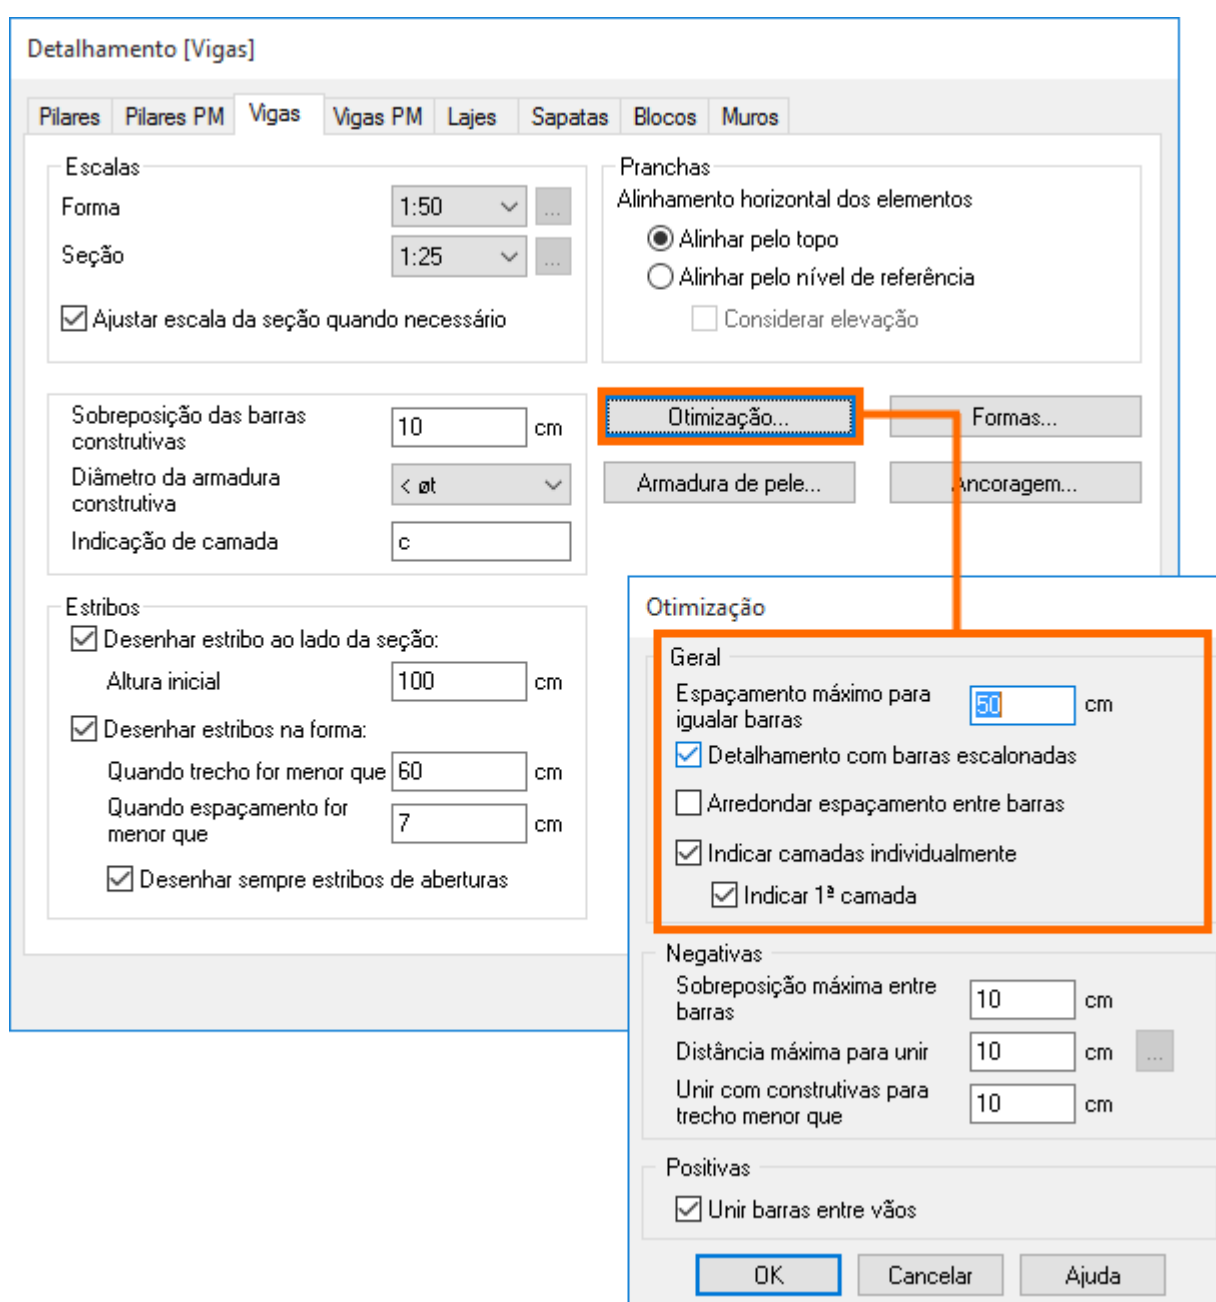 Detalhamento [Vigas]
Pilares Pilares PM Vigas Vigas PM Lajes Sapatas Blocos Muros
Escalas
Forma 1:50 ...
Seção 1:25 ...
Ajustar escala da seção quando necessário
Pranchas
Alinhamento horizontal dos elementos
Alinhar pelo topo
Alinhar pelo nível de referência
Considerar elevação
Sobreposição das barras
construtivas
10 cm
Diâmetro da armadura
construtiva
< øt
Indicação de camada c
Otimização... Formas...
Armadura de pele... Ancoragem...
Estribos
Desenhar estribo ao lado da seção:
Altura inicial 100 cm
Desenhar estribos na forma:
Quando trecho for menor que 60 cm
Quando espaçamento for
menor que
7 cm
Desenhar sempre estribos de aberturas
Otimização
Geral
Espaçamento máximo para
igualar barras
50 cm
Detalhamento com barras escalonadas
Arredondar espaçamento entre barras
Indicar camadas individualmente
Indicar 1ª camada
Negativas
Sobreposição máxima entre
barras
10 cm
Distância máxima para unir 10 cm ...
Unir com construtivas para
trecho menor que
10 cm
Positivas
Unir barras entre vãos
OK Cancelar Ajuda